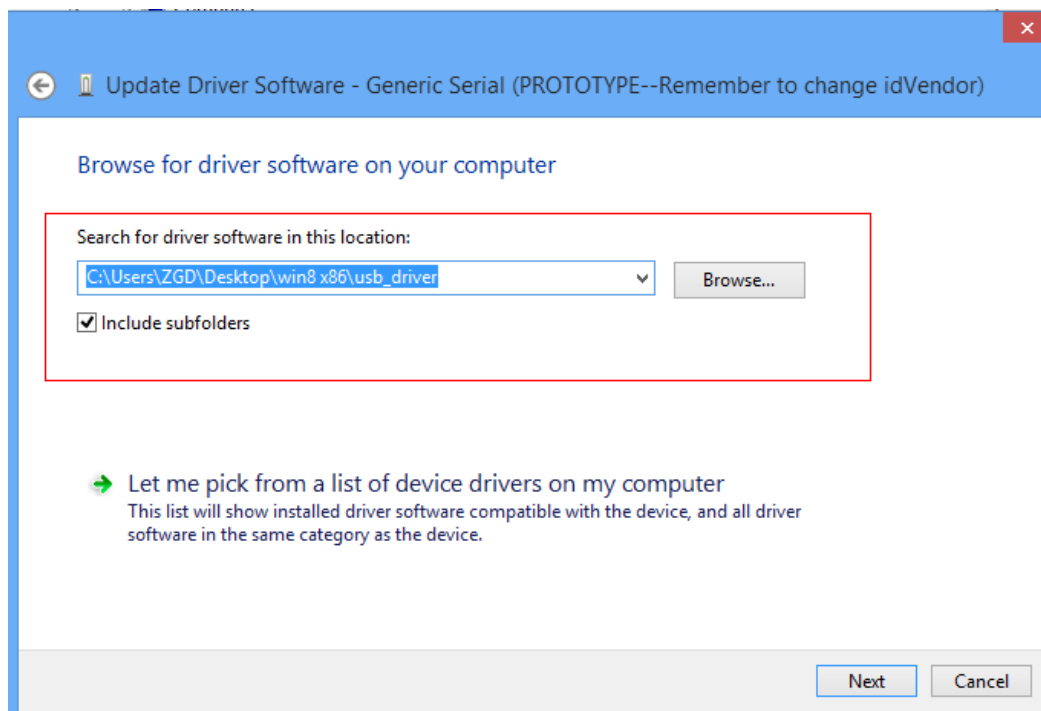 Update Driver Software - Generic Serial (PROTOTYPE--Remember to change idVendor)
Browse for driver software on your computer
Search for driver software in this location:
C:\Users\ZGD\Desktop\win8 x86\usb_driver
Browse...
Include subfolders
Let me pick from a list of device drivers on my computer
This list will show installed driver software compatible with the device, and all driver
software in the same category as the device.
Next
Cancel